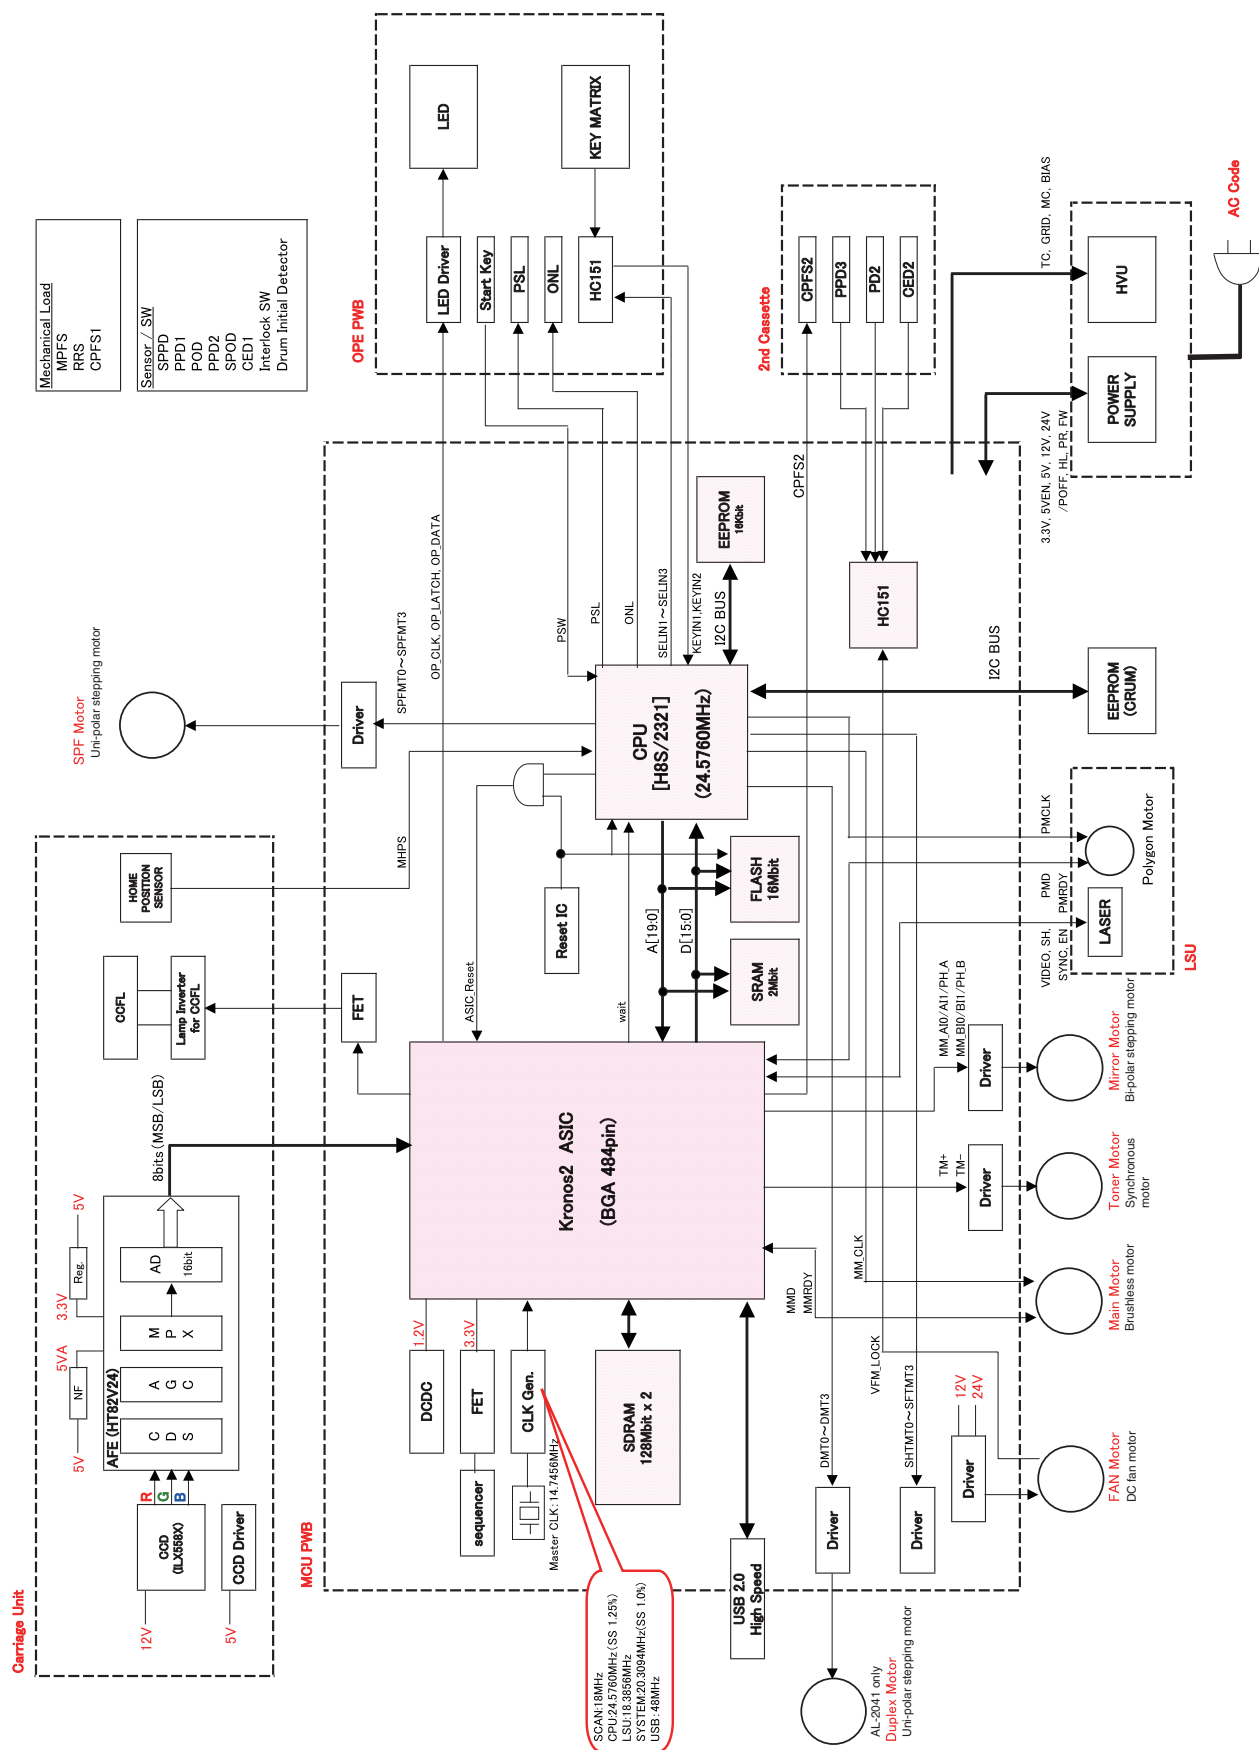 Carriage Unit
12V
CCD
(ILX558X)
5V
CCD Driver
R
G
B
AFE (HT82V24)
C
D
S
A
G
C
M
P
X
AD
16bit
5V
NF
5VA
3.3V
Reg.
5V
8bits(MSB/LSB)
CCFL
Lamp Inverter
for CCFL
HOME
POSITION
SENSOR
SPF Motor
Uni-polar stepping motor
Mechanical Load
MPFS
RRS
CPFS1
Sensor / SW
SPPD
PPD1
POD
PPD2
SPOD
CED1
Interlock SW
Drum Initial Detector
MCU PWB
FET
Driver
MHPS
SPFMT0~SPFMT3
OP_CLK, OP_LATCH, OP_DATA
OPE PWB
LED Driver
LED
Start Key
PSL
ONL
HC151
KEY MATRIX
DCDC
1.2V
sequencer
FET
3.3V
CLK Gen.
Master CLK:14.7456MHz
SCAN:18MHz
CPU:24.5760MHz(SS 1.25%)
LSU:18.3856MHz
SYSTEM:20.3094MHz(SS 1.0%)
USB:48MHz
Kronos2 ASIC
(BGA 484pin)
ASIC_Reset
Reset IC
wait
A[19:0]
D[15:0]
CPU
[H8S/2321]
(24.5760MHz)
PSW
PSL
ONL
SELIN1~SELIN3
KEYIN1,KEYIN2
I2C BUS
EEPROM
16Kbit
SDRAM
128Mbit x 2
SRAM
2Mbit
FLASH
16Mbit
USB 2.0
High Speed
CPFS2
2nd Cassette
CPFS2
PPD3
PD2
CED2
HC151
MMD
MMRDY
MM_CLK
VFM_LOCK
DMT0~DMT3
SHTMT0~SFTMT3
Driver
Driver
Driver
12V
24V
TM+
TM-
Driver
MM_AI0/AI1/PH_A
MM_BI0/BI1/PH_B
Driver
I2C BUS
AL-2041 only
Duplex Motor
Uni-polar stepping motor
FAN Motor
DC fan motor
Main Motor
Brushless motor
Toner Motor
Synchronous
motor
Mirror Motor
Bi-polar stepping motor
VIDEO, SH,
SYNC, EN
PMD
PMRDY
PMCLK
LSU
LASER
Polygon Motor
EEPROM
(CRUM)
3.3V, 5VEN, 5V, 12V, 24V
/POFF, HL, PR, FW
TC, GRID, MC, BIAS
POWER
SUPPLY
HVU
AC Code